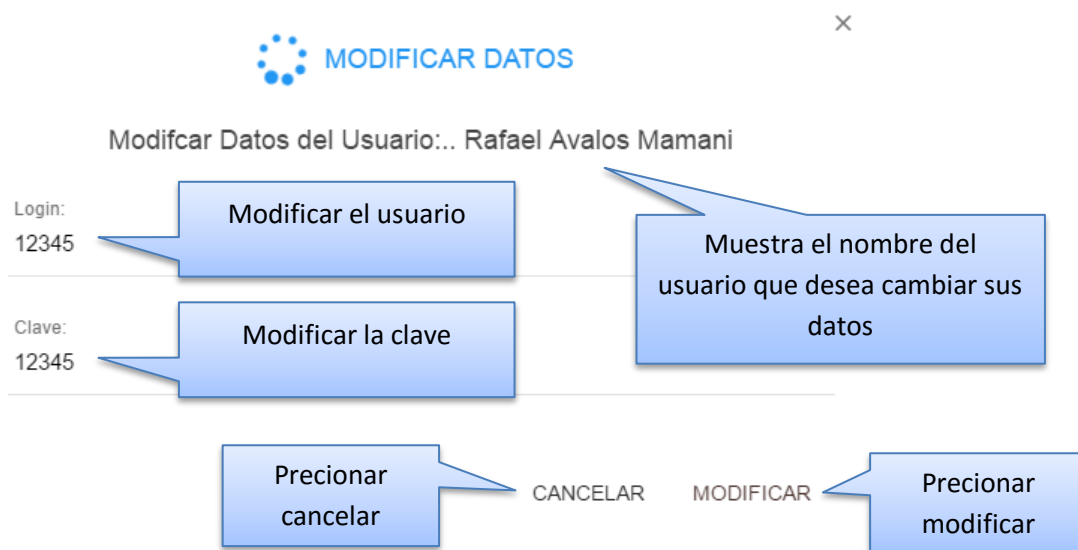 ×
MODIFICAR DATOS
Modifcar Datos del Usuario:.. Rafael Avalos Mamani
Login:
12345
Modificar el usuario
Muestra el nombre del
usuario que desea cambiar sus
datos
Clave:
12345
Modificar la clave
Precionar
cancelar
CANCELAR
MODIFICAR
Precionar
modificar